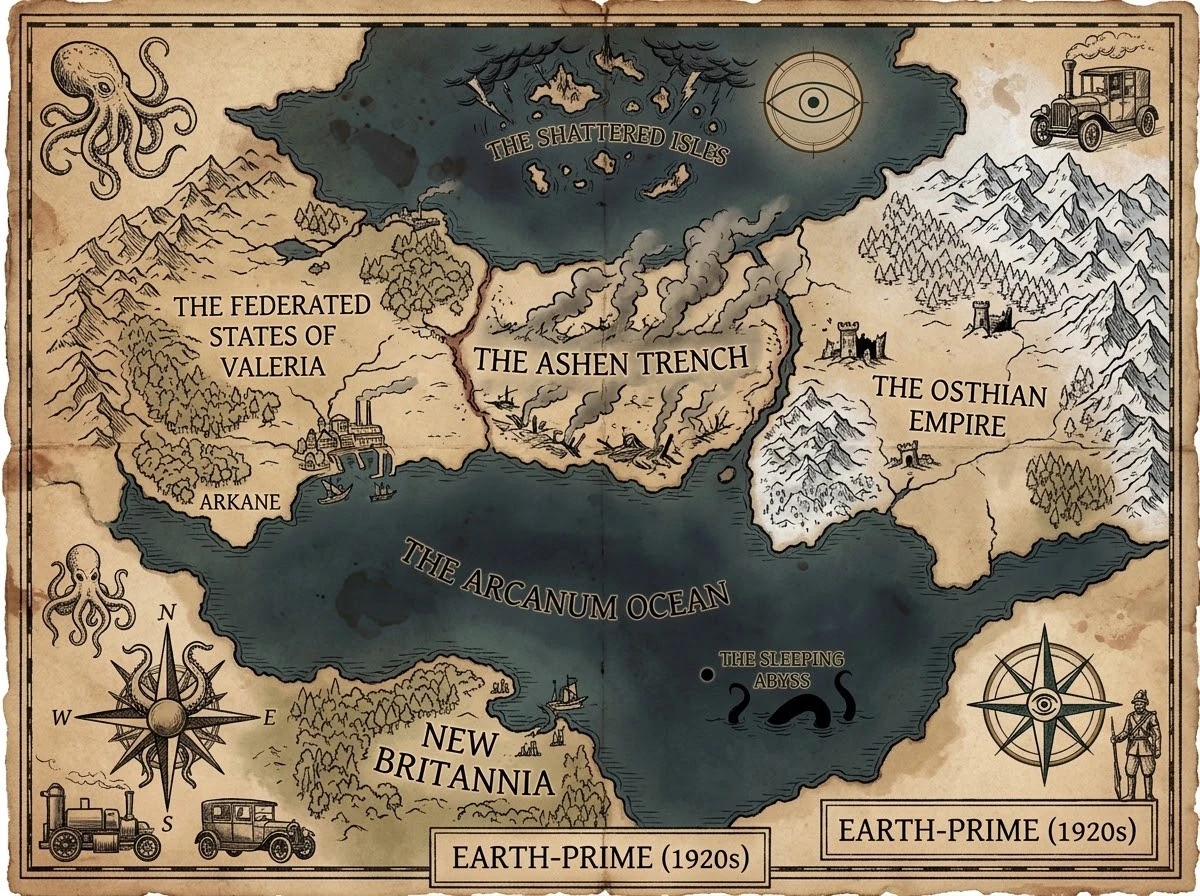 THE SHATTERED ISLES
THE FEDERATED
STATES OF
VALERIA
THE ASHEN TRENCH
THE OSTHIAN
EMPIRE
ARKANE
THE ARCANUM OCEAN
THE SLEEPING
ABYSS
N
W
E
S
NEW
BRITANNIA
EARTH-PRIME (1920s)
EARTH-PRIME (1920s)